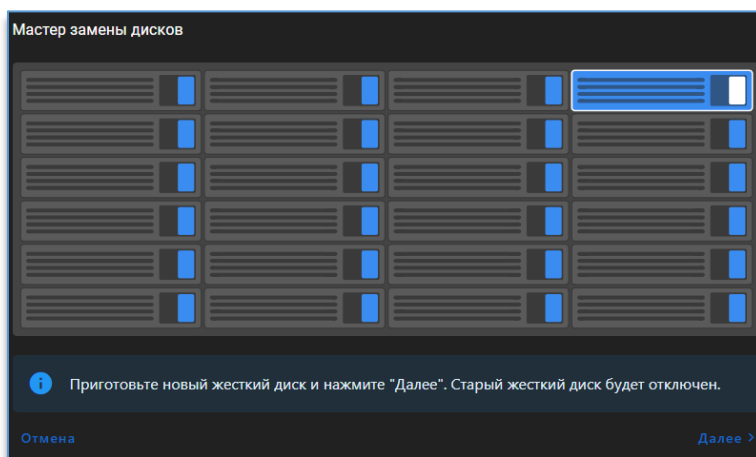 Мастер замены дисков
Приготовьте новый жесткий диск и нажмите "Далее". Старый жесткий диск будет отключен.
Отмена
Далее >